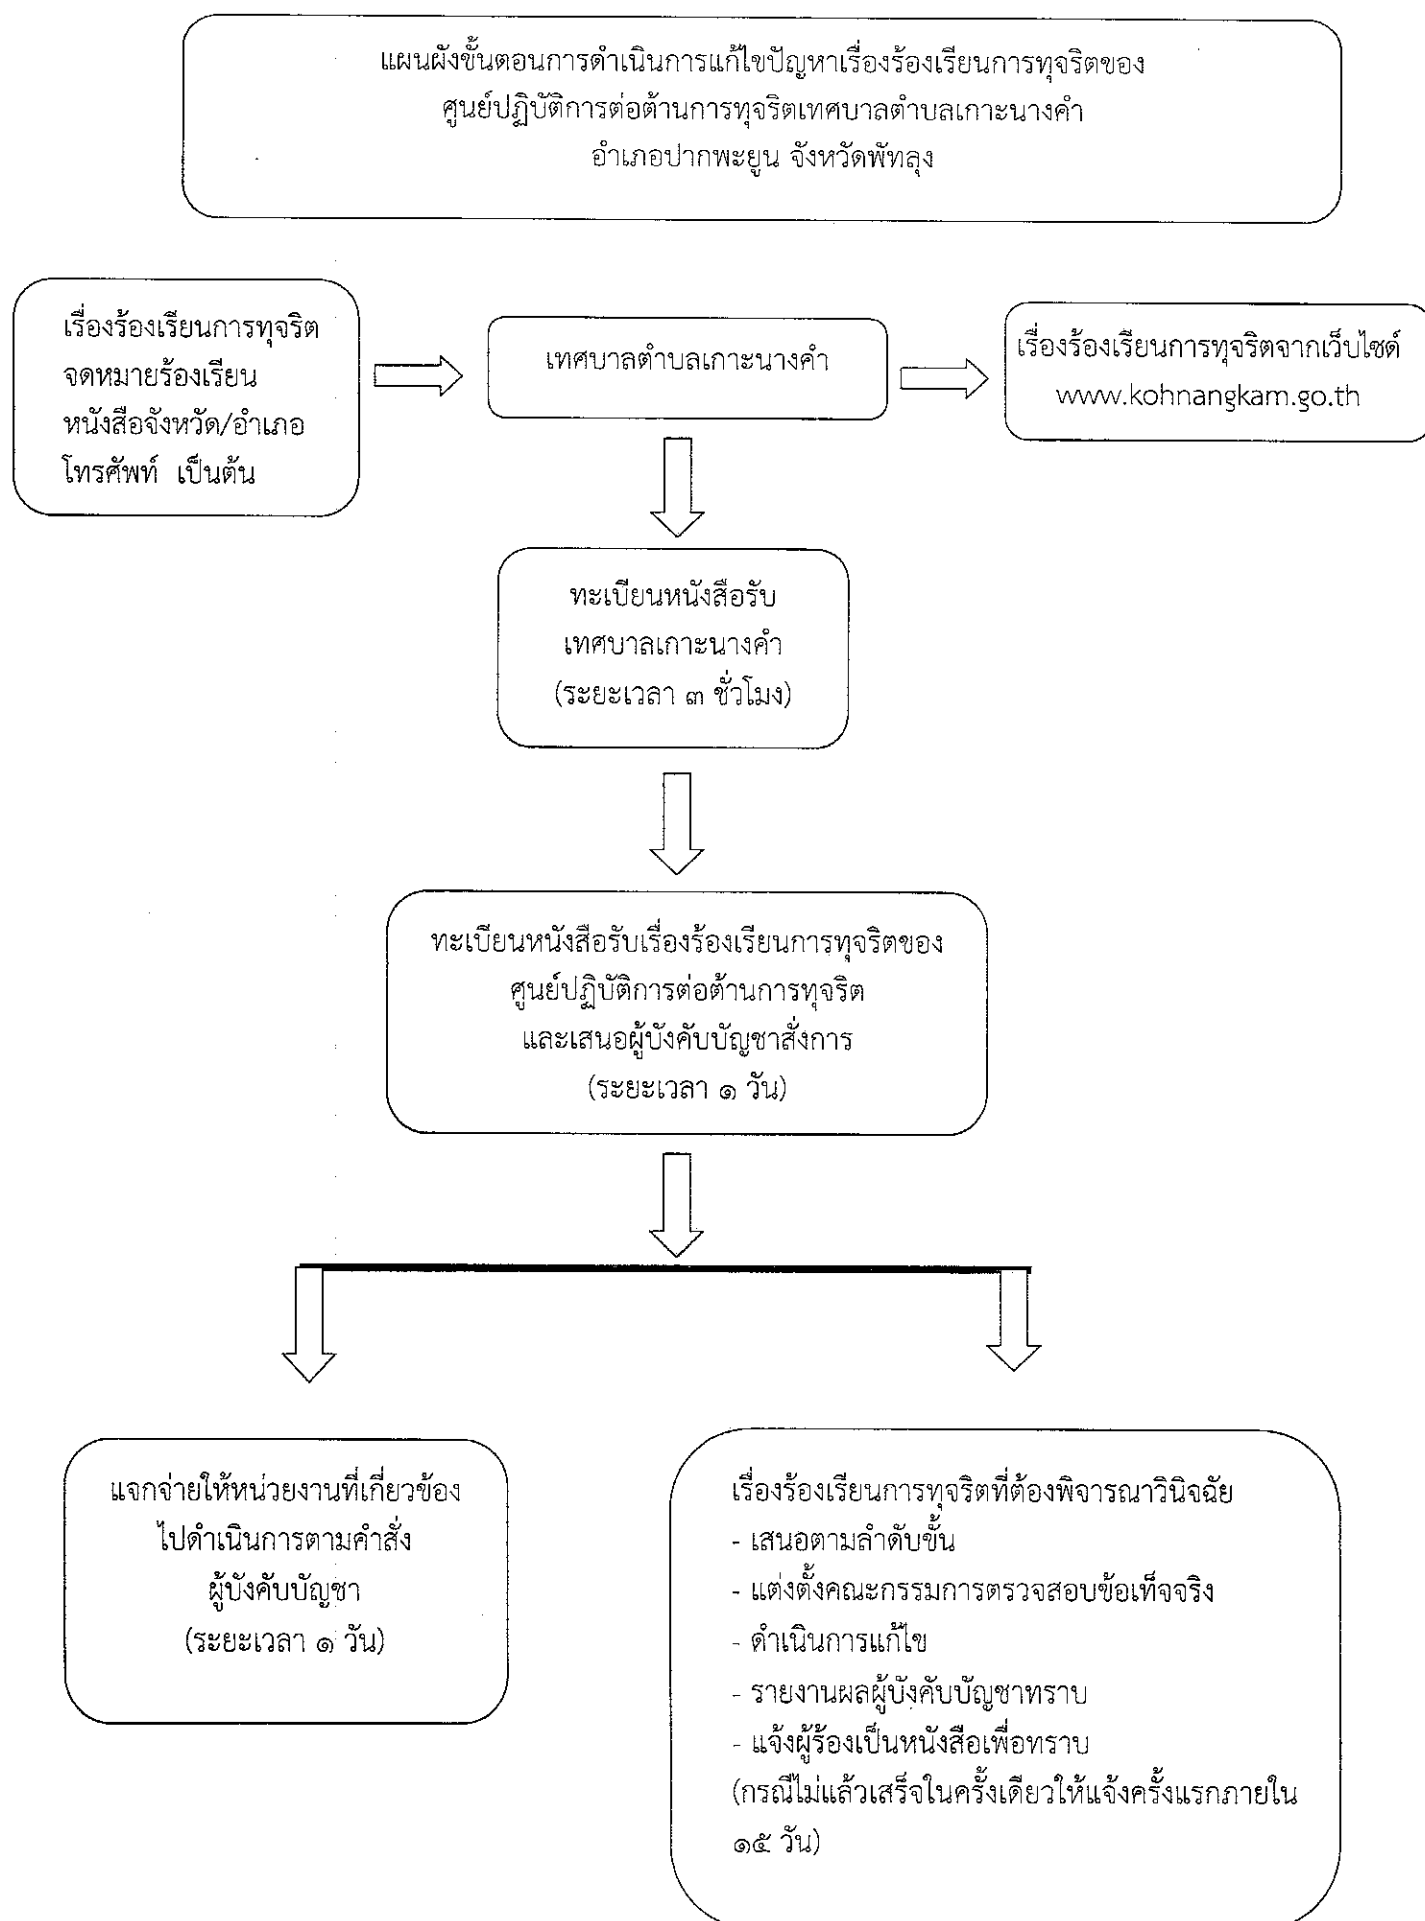 แผนผังขั้นตอนการดำเนินการแก้ไขปัญหาเรื่องร้องเรียนการทุจริตของ
ศูนย์ปฏิบัติการต่อต้านการทุจริตเทศบาลตำบลเกาะนางคำ
อำเภอปากพะยูน จังหวัดพัทลุง
เรื่องร้องเรียนการทุจริต
จดหมายร้องเรียน
หนังสือจังหวัด/อำเภอ
โทรศัพท์ เป็นต้น
เทศบาลตำบลเกาะนางคำ
เรื่องร้องเรียนการทุจริตจากเว็บไซด์
www.kohnangkam.go.th
ทะเบียนหนังสือรับ
เทศบาลเกาะนางคำ
(ระยะเวลา ๓ ชั่วโมง)
ทะเบียนหนังสือรับเรื่องร้องเรียนการทุจริตของ
ศูนย์ปฏิบัติการต่อต้านการทุจริต
และเสนอผู้บังคับบัญชาสั่งการ
(ระยะเวลา ๑ วัน)
แจกจ่ายให้หน่วยงานที่เกี่ยวข้อง
ไปดำเนินการตามคำสั่ง
ผู้บังคับบัญชา
(ระยะเวลา ๑ วัน)
เรื่องร้องเรียนการทุจริตที่ต้องพิจารณาวินิจฉัย
- เสนอตามลำดับขั้น
- แต่งตั้งคณะกรรมการตรวจสอบข้อเท็จจริง
- ดำเนินการแก้ไข
- รายงานผลผู้บังคับบัญชาทราบ
- แจ้งผู้ร้องเป็นหนังสือเพื่อทราบ
(กรณีไม่แล้วเสร็จในครั้งเดียวให้แจ้งครั้งแรกภายใน
๑๕ วัน)